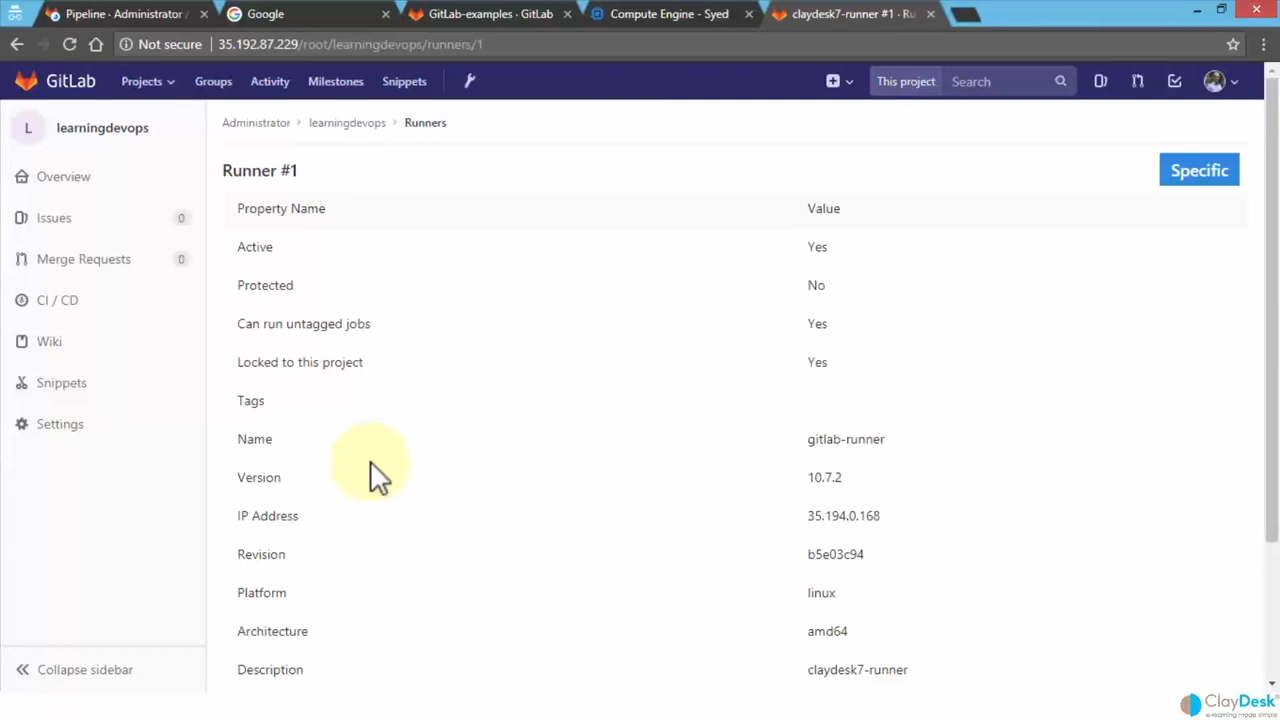 Pipeline · Administrator /
Google
GitLab-examples · GitLab
Compute Engine - Syed
claydesk7-runner #1 · Ru
Not secure 35.192.87.229/root/learningdevops/runners/1
GitLab Projects Groups Activity Milestones Snippets This project Search
L learningdevops
Administrator > learningdevops > Runners
Overview
Issues 0
Merge Requests 0
CI / CD
Wiki
Snippets
Settings
Collapse sidebar
Runner #1 Specific
Property Name Value
Active Yes
Protected No
Can run untagged jobs Yes
Locked to this project Yes
Tags
Name gitlab-runner
Version 10.7.2
IP Address 35.194.0.168
Revision b5e03c94
Platform linux
Architecture amd64
Description claydesk7-runner
ClayDesk
e-learning made simple